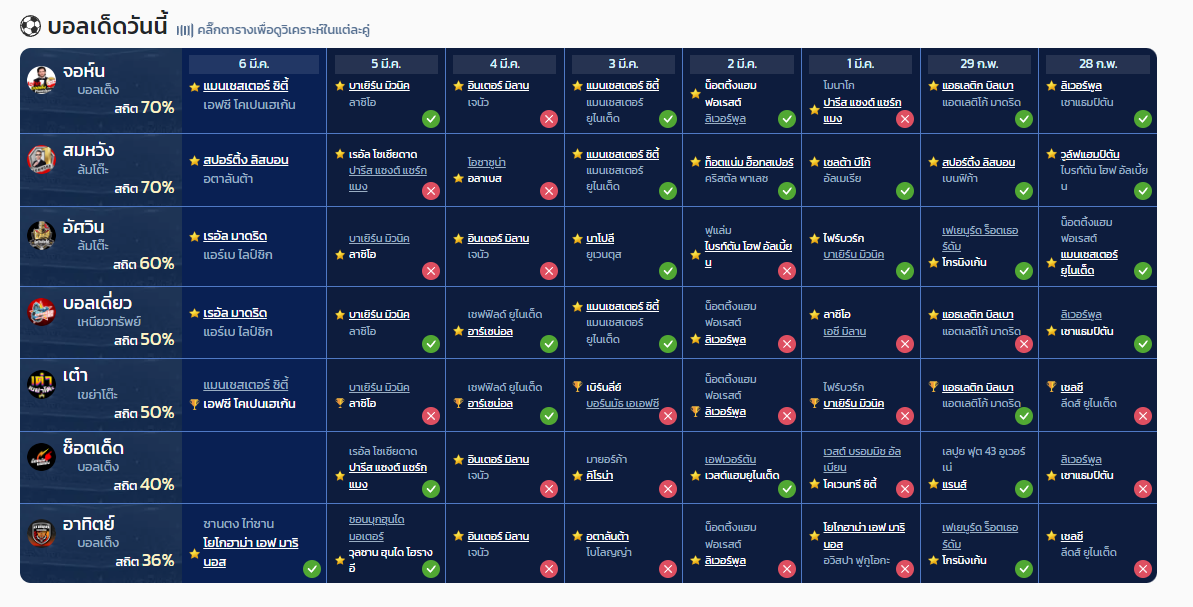 บอลเด็ดวันนี้ คลิ๊กตารางเพื่อดูวิเคราะห์ในแต่ละคู่
6 มี.ค. 5 มี.ค. 4 มี.ค. 3 มี.ค. 2 มี.ค. 1 มี.ค. 29 ก.พ. 28 ก.พ.
จอห์น
บอลเต็ง
สถิต 70%
แมนเชสเตอร์ ซิตี้
เอฟซี โคเปนเฮเก้น
บาเยิร์น มิวนิค
ลาซิโอ
อินเตอร์ มิลาน
เจนัว
แมนเชสเตอร์ ซิตี้
แมนเชสเตอร์
ยูไนเต็ด
น็อตติ้งแฮม
ฟอเรสต์
ลิเวอร์พูล
โมนาโก
ปารีส แซงต์ แชร์ก
แมง
แอธเลติก บิลเบา
แอตเลติโก้ มาดริด
ลิเวอร์พูล
เซาแธมป์ตัน
สมหวัง
ล้มโต๊ะ
สถิต 70%
สปอร์ติ้ง ลิสบอน
อตาลันต้า
เรอัล โซเซียดาด
ปารีส แซงต์ แชร์ก
แมง
โอซาซูน่า
อลาเบส
แมนเชสเตอร์ ซิตี้
แมนเชสเตอร์
ยูไนเต็ด
ท็อตแน่ม ฮ็อทสเปอร์
คริสตัล พาเลซ
เซลต้า บีโก้
อัลเมเรีย
สปอร์ติ้ง ลิสบอน
เบนฟิก้า
วูล์ฟแฮมป์ตัน
ไบรท์ตัน โฮฟ อัลเบี้ย
น
อัศวิน
ล้มโต๊ะ
สถิต 60%
เรอัล มาดริด
แอร์เบ ไลป์ซิก
บาเยิร์น มิวนิค
ลาซิโอ
อินเตอร์ มิลาน
เจนัว
นาโปลี
ยูเวนตุส
ฟูแล่ม
ไบรท์ตัน โฮฟ อัลเบี้ย
น
ไฟร์บวร์ก
บาเยิร์น มิวนิค
เฟเยนูร์ด ร็อตเธอ
ร์ดัม
โกรนิงเก้น
น็อตติ้งแฮม
ฟอเรสต์
แมนเชสเตอร์
ยูไนเต็ด
บอลเดี่ยว
เหนียวทรัพย์
สถิต 50%
เรอัล มาดริด
แอร์เบ ไลป์ซิก
บาเยิร์น มิวนิค
ลาซิโอ
เชฟฟิลด์ ยูไนเต็ด
อาร์เซน่อล
แมนเชสเตอร์ ซิตี้
แมนเชสเตอร์
ยูไนเต็ด
น็อตติ้งแฮม
ฟอเรสต์
ลิเวอร์พูล
ลาซิโอ
เอซี มิลาน
แอธเลติก บิลเบา
แอตเลติโก้ มาดริด
ลิเวอร์พูล
เซาแธมป์ตัน
เต๋า
เขย่าโต๊ะ
สถิต 50%
แมนเชสเตอร์ ซิตี้
เอฟซี โคเปนเฮเก้น
บาเยิร์น มิวนิค
ลาซิโอ
เชฟฟิลด์ ยูไนเต็ด
อาร์เซน่อล
เบิร์นลี่ย์
บอร์นมัธ เอเอฟซี
น็อตติ้งแฮม
ฟอเรสต์
ลิเวอร์พูล
ไฟร์บวร์ก
บาเยิร์น มิวนิค
แอธเลติก บิลเบา
แอตเลติโก้ มาดริด
เชลซี
ลีดส์ ยูไนเต็ด
ช็อตเด็ด
บอลเต็ง
สถิต 40%
เรอัล โซเซียดาด
ปารีส แซงต์ แชร์ก
แมง
อินเตอร์ มิลาน
เจนัว
มายอร์ก้า
คิโรน่า
เอฟเวอร์ตัน
เวสต์แฮมยูไนเต็ด
เวสต์ บรอมมิช อัล
เบียน
โคเวนทรี ซิตี้
เลปุย ฟุต 43 อูเวอร์
เน่
แรนส์
ลิเวอร์พูล
เซาแธมป์ตัน
อาทิตย์
บอลเต็ง
สถิต 36%
ซานตง ไท่ซาน
โยโกฮาม่า เอฟ มาริ
นอส
ชอนบุกฮุนได
มอเตอร์
วุลซาน ฮุนได โฮราง
อี
อินเตอร์ มิลาน
เจนัว
อตาลันต้า
โบโลญญ่า
น็อตติ้งแฮม
ฟอเรสต์
ลิเวอร์พูล
โยโกฮาม่า เอฟ มาริ
นอส
อวิสปา ฟูกูโอกะ
เฟเยนูร์ด ร็อตเธอ
ร์ดัม
โกรนิงเก้น
เชลซี
ลีดส์ ยูไนเต็ด